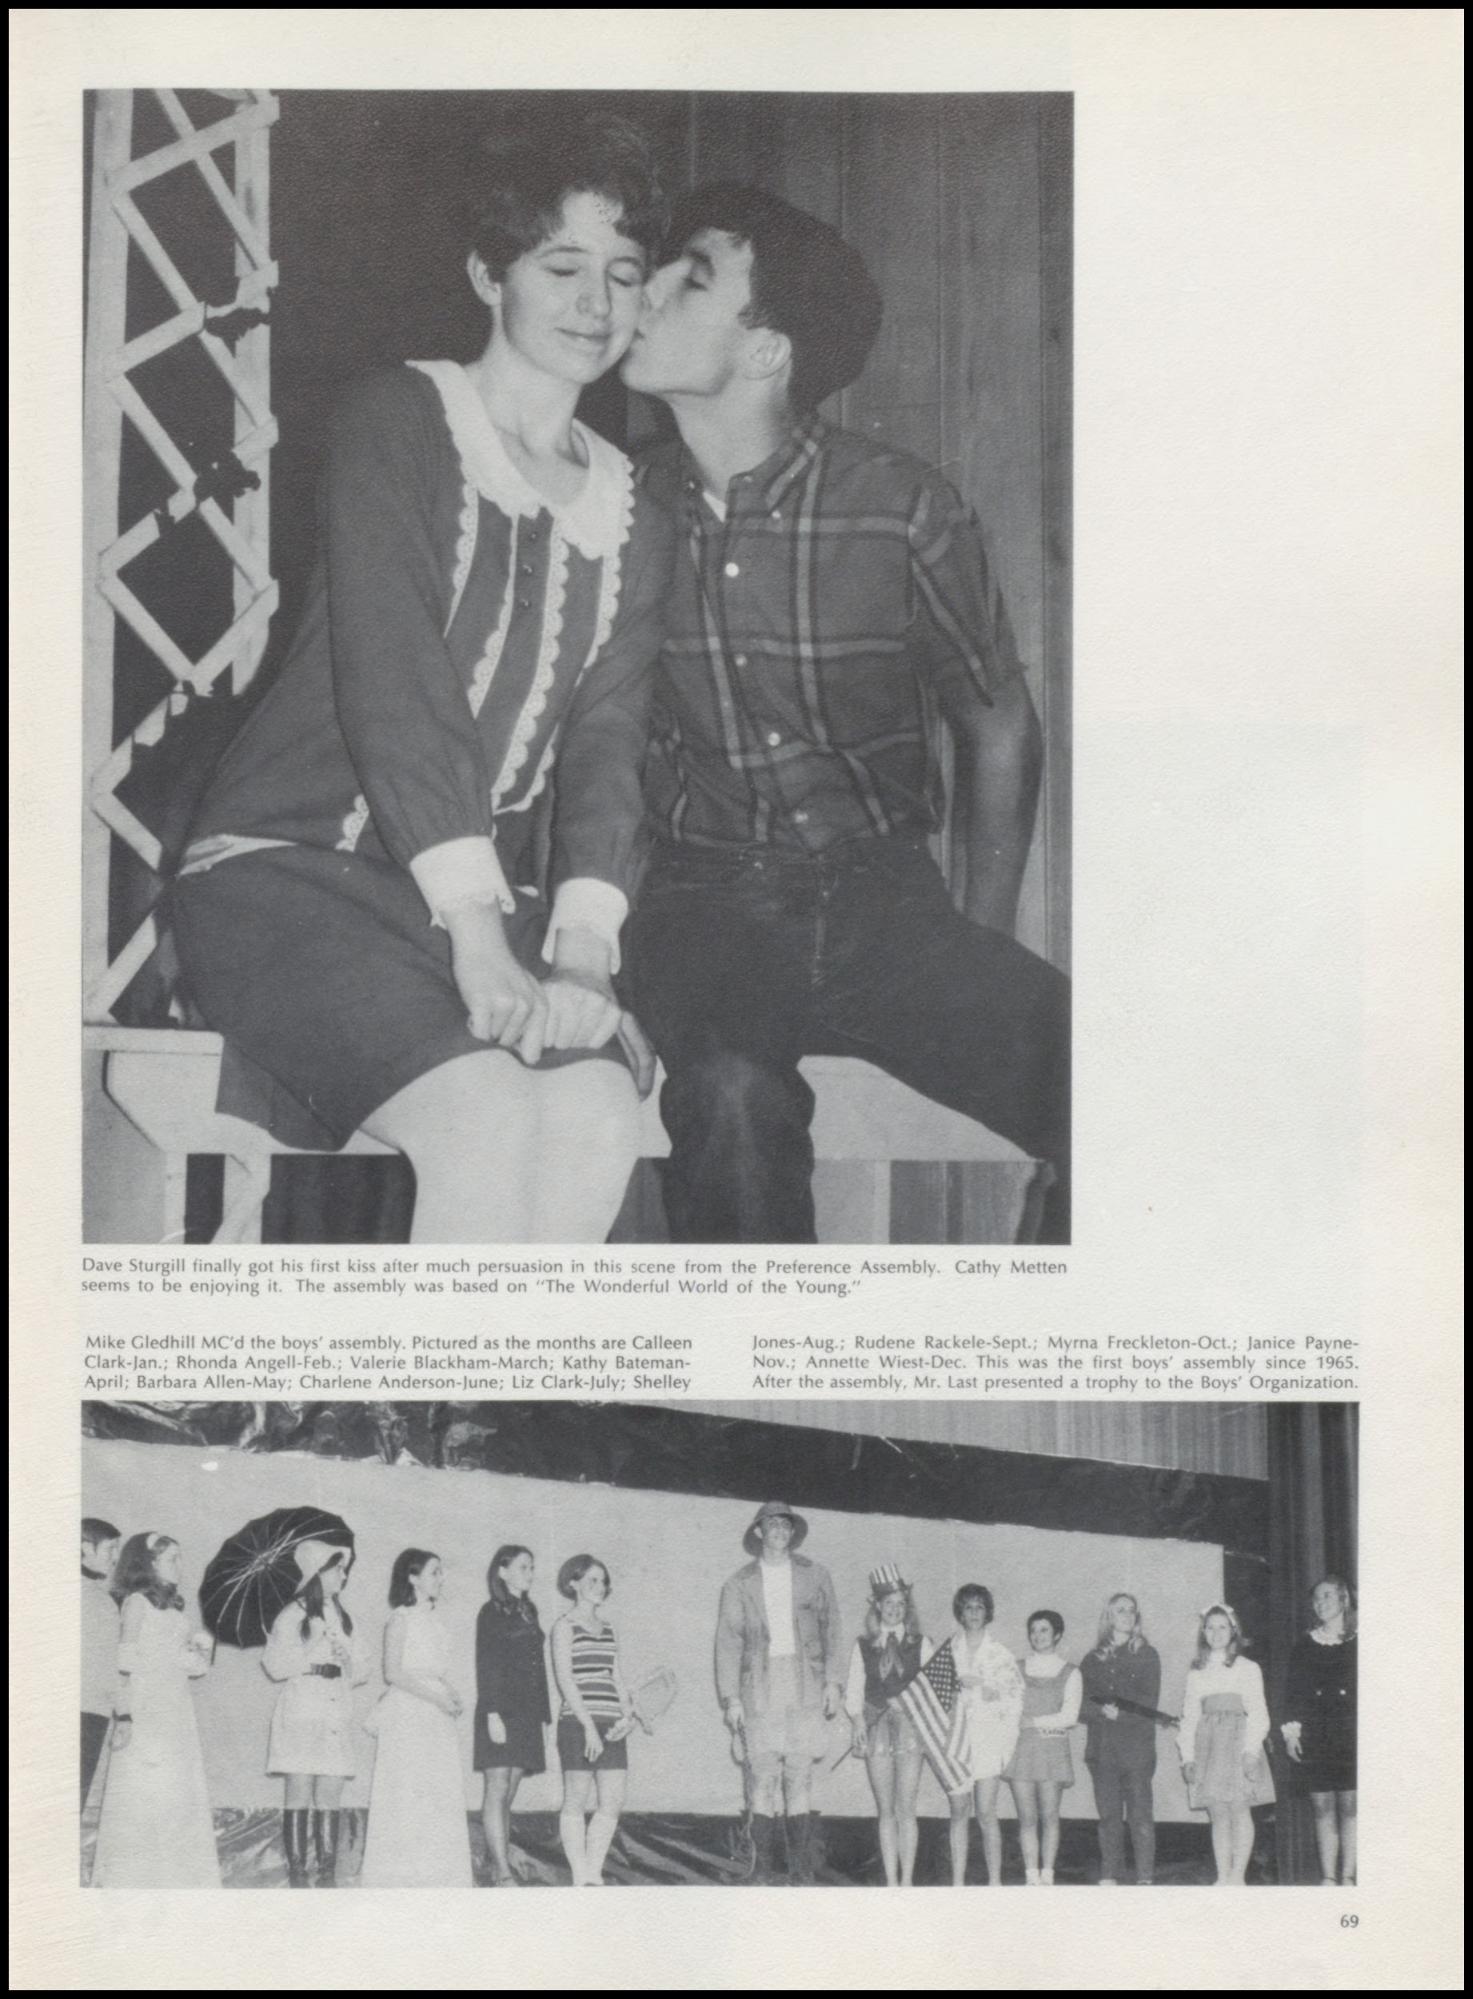 Dave Sturgill finally got his first kiss after much persuasion in this scene from the Preference Assembly. Cathy Metten
seems to be enjoying it. The assembly was based on "The Wonderful World of the Young."
Mike Gledhill MC'd the boys' assembly. Pictured as the months are Calleen
Clark-Jan.; Rhonda Angell-Feb.; Valerie Blackham-March; Kathy Bateman-
April; Barbara Allen-May; Charlene Anderson-June; Liz Clark-July; Shelley
Jones-Aug.; Rudene Rackele-Sept.; Myrna Freckleton-Oct.; Janice Payne-
Nov.; Annette Wiest-Dec. This was the first boys' assembly since 1965.
After the assembly, Mr. Last presented a trophy to the Boys' Organization.
69